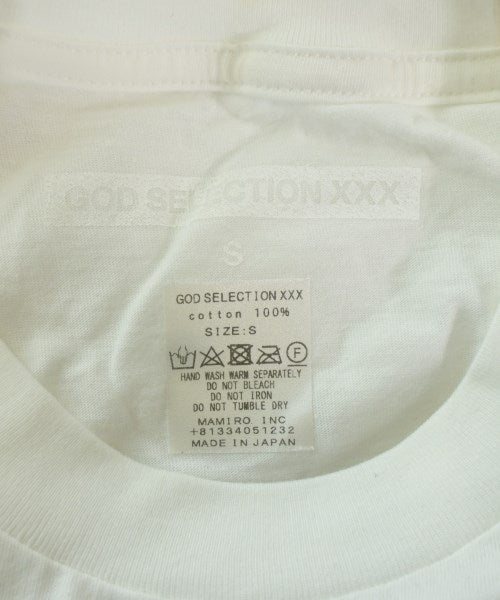 GOD SELECTION XXX
S
GOD SELECTION XXX
cotton 100%
SIZE:S
F
HAND WASH WARM SEPARATELY
DO NOT BLEACH
DO NOT IRON
DO NOT TUMBLE DRY
MAMIRO INC
+81334051232
MADE IN JAPAN